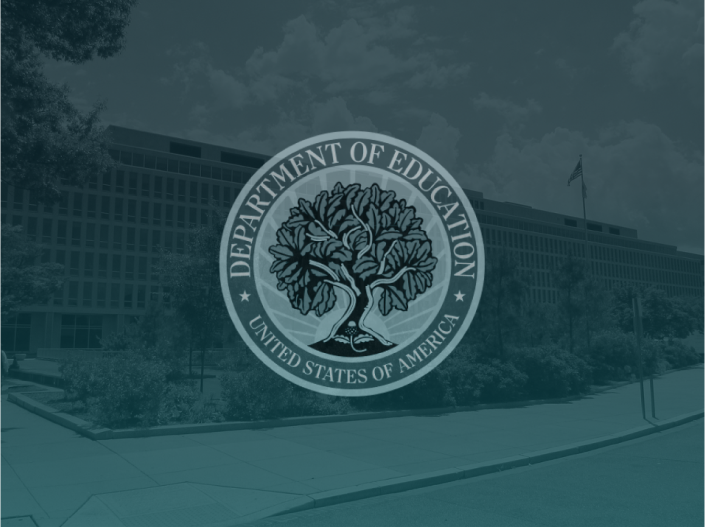 DEPARTMENT OF EDUCATION
UNITED STATES OF AMERICA